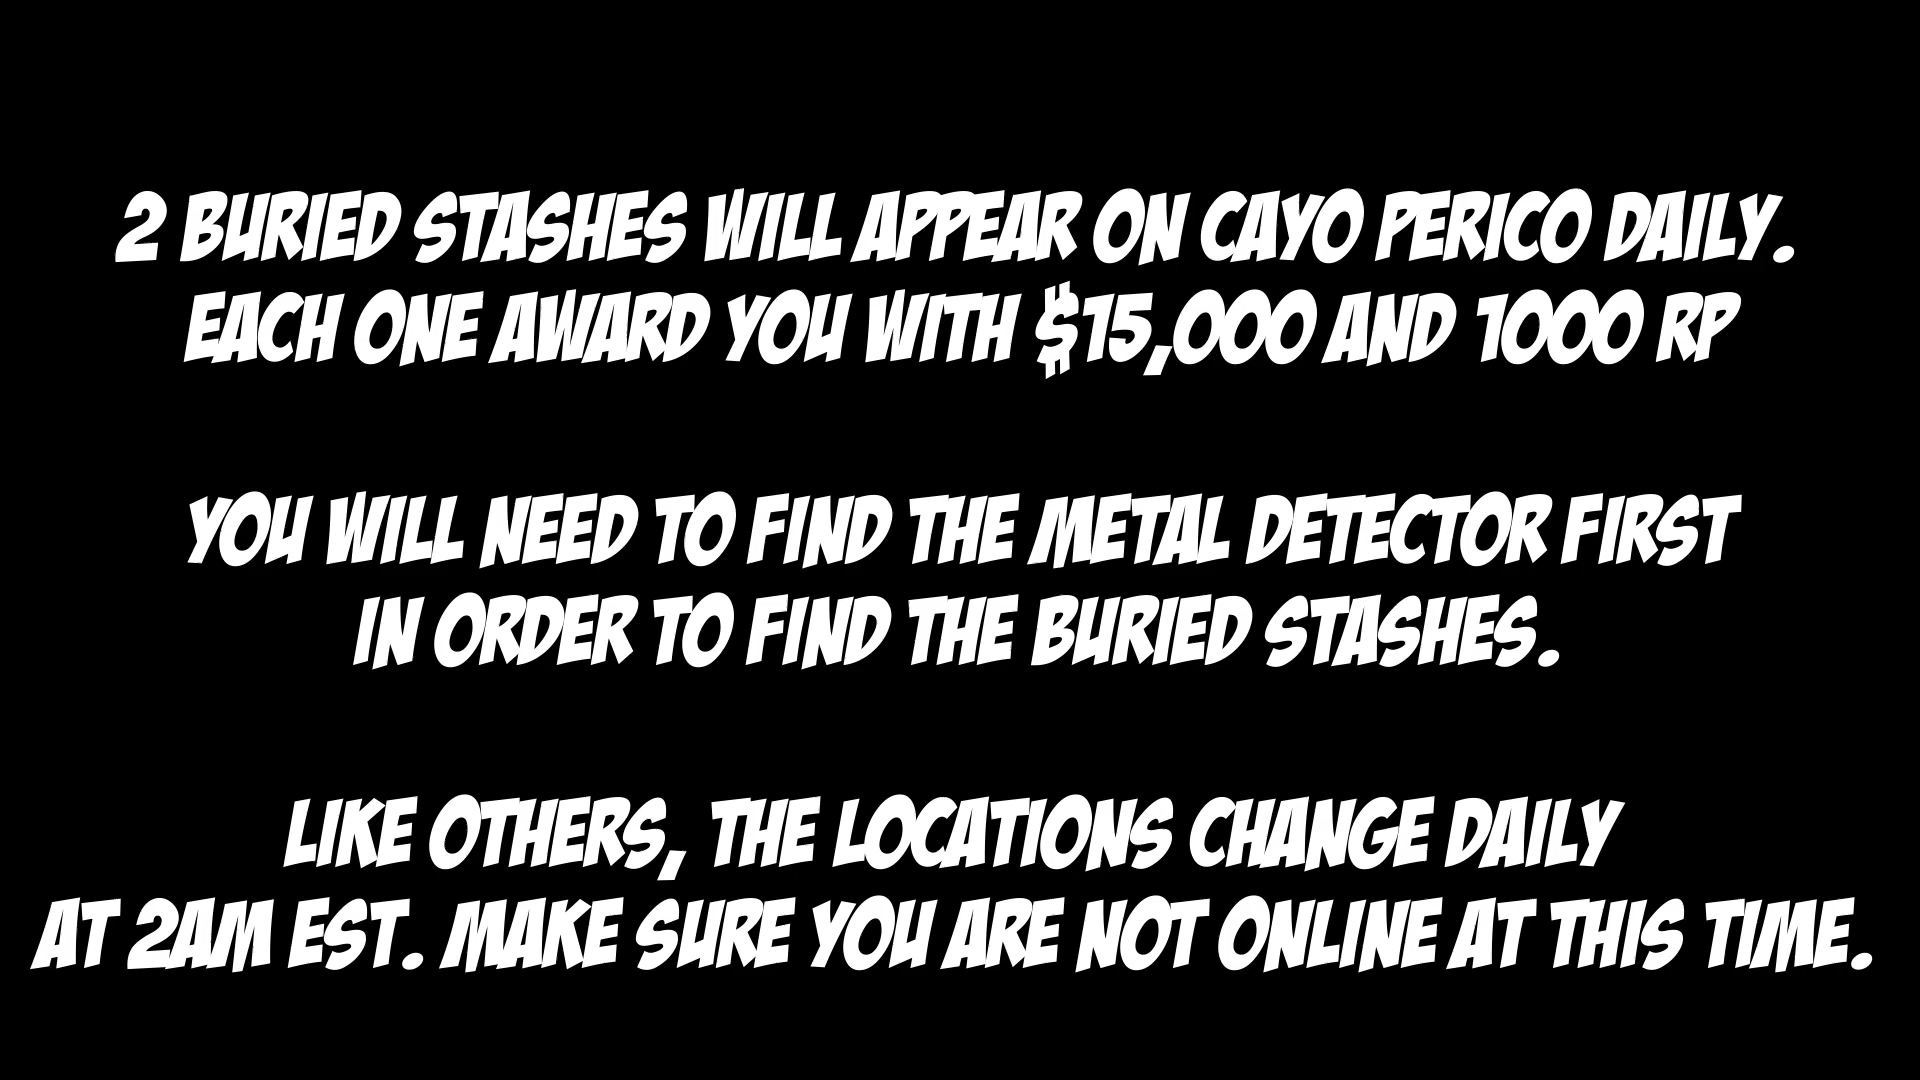 2 BURIED STASHES WILL APPEAR ON CAYO PERICO DAILY.
EACH ONE AWARD YOU WITH $15,000 AND 1000 RP
YOU WILL NEED TO FIND THE METAL DETECTOR FIRST
IN ORDER TO FIND THE BURIED STASHES.
LIKE OTHERS, THE LOCATIONS CHANGE DAILY
AT 2AM EST. MAKE SURE YOU ARE NOT ONLINE AT THIS TIME.